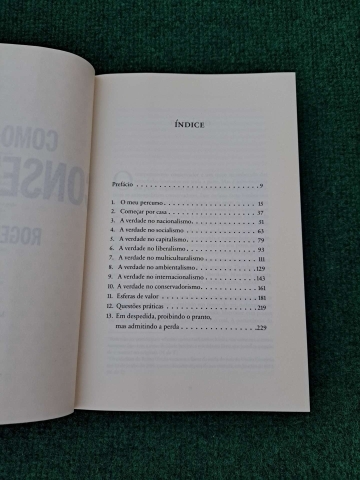 COMO
ONSE
ROGE
ÍNDICE
Prefácio . . . . . . . . . . . . . . . . . . . . . . . . 9
1. O meu percurso . . . . . . . . . . . . . . . . . . . . 15
2. Começar por casa . . . . . . . . . . . . . . . . . . . 37
3. A verdade no nacionalismo . . . . . . . . . . . . . . . 51
4. A verdade no socialismo . . . . . . . . . . . . . . . . 63
5. A verdade no capitalismo . . . . . . . . . . . . . . . 79
6. A verdade no liberalismo . . . . . . . . . . . . . . . 93
7. A verdade no multiculturalismo . . . . . . . . . . . . 111
8. A verdade no ambientalismo . . . . . . . . . . . . . . 129
9. A verdade no internacionalismo . . . . . . . . . . . . 143
10. A verdade no conservadorismo . . . . . . . . . . . . . 161
11. Esferas de valor . . . . . . . . . . . . . . . . . . . 181
12. Questões práticas . . . . . . . . . . . . . . . . . . 219
13. Em despedida, proibindo o pranto,
mas admitindo a perda . . . . . . . . . . . . . . . . . 229